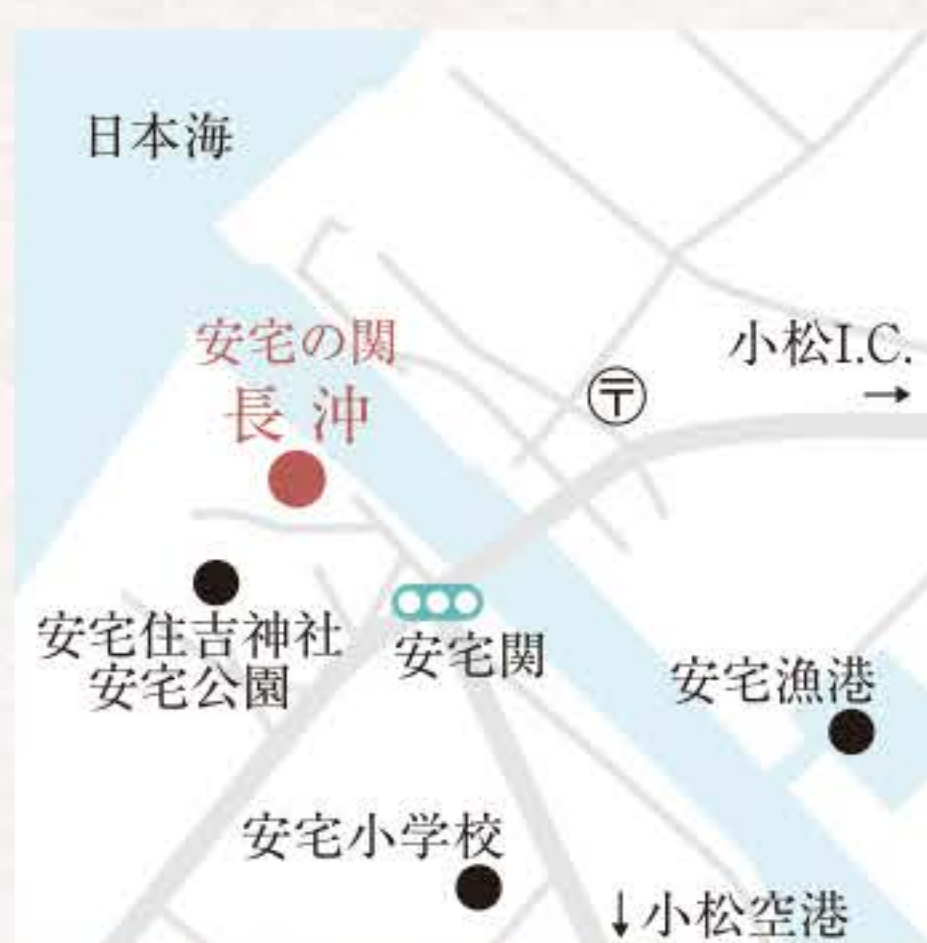 日本海
安宅の関
長沖
小松I.C.
→
〒
安宅住吉神社
安宅公園
安宅関
安宅漁港
安宅小学校
↓小松空港